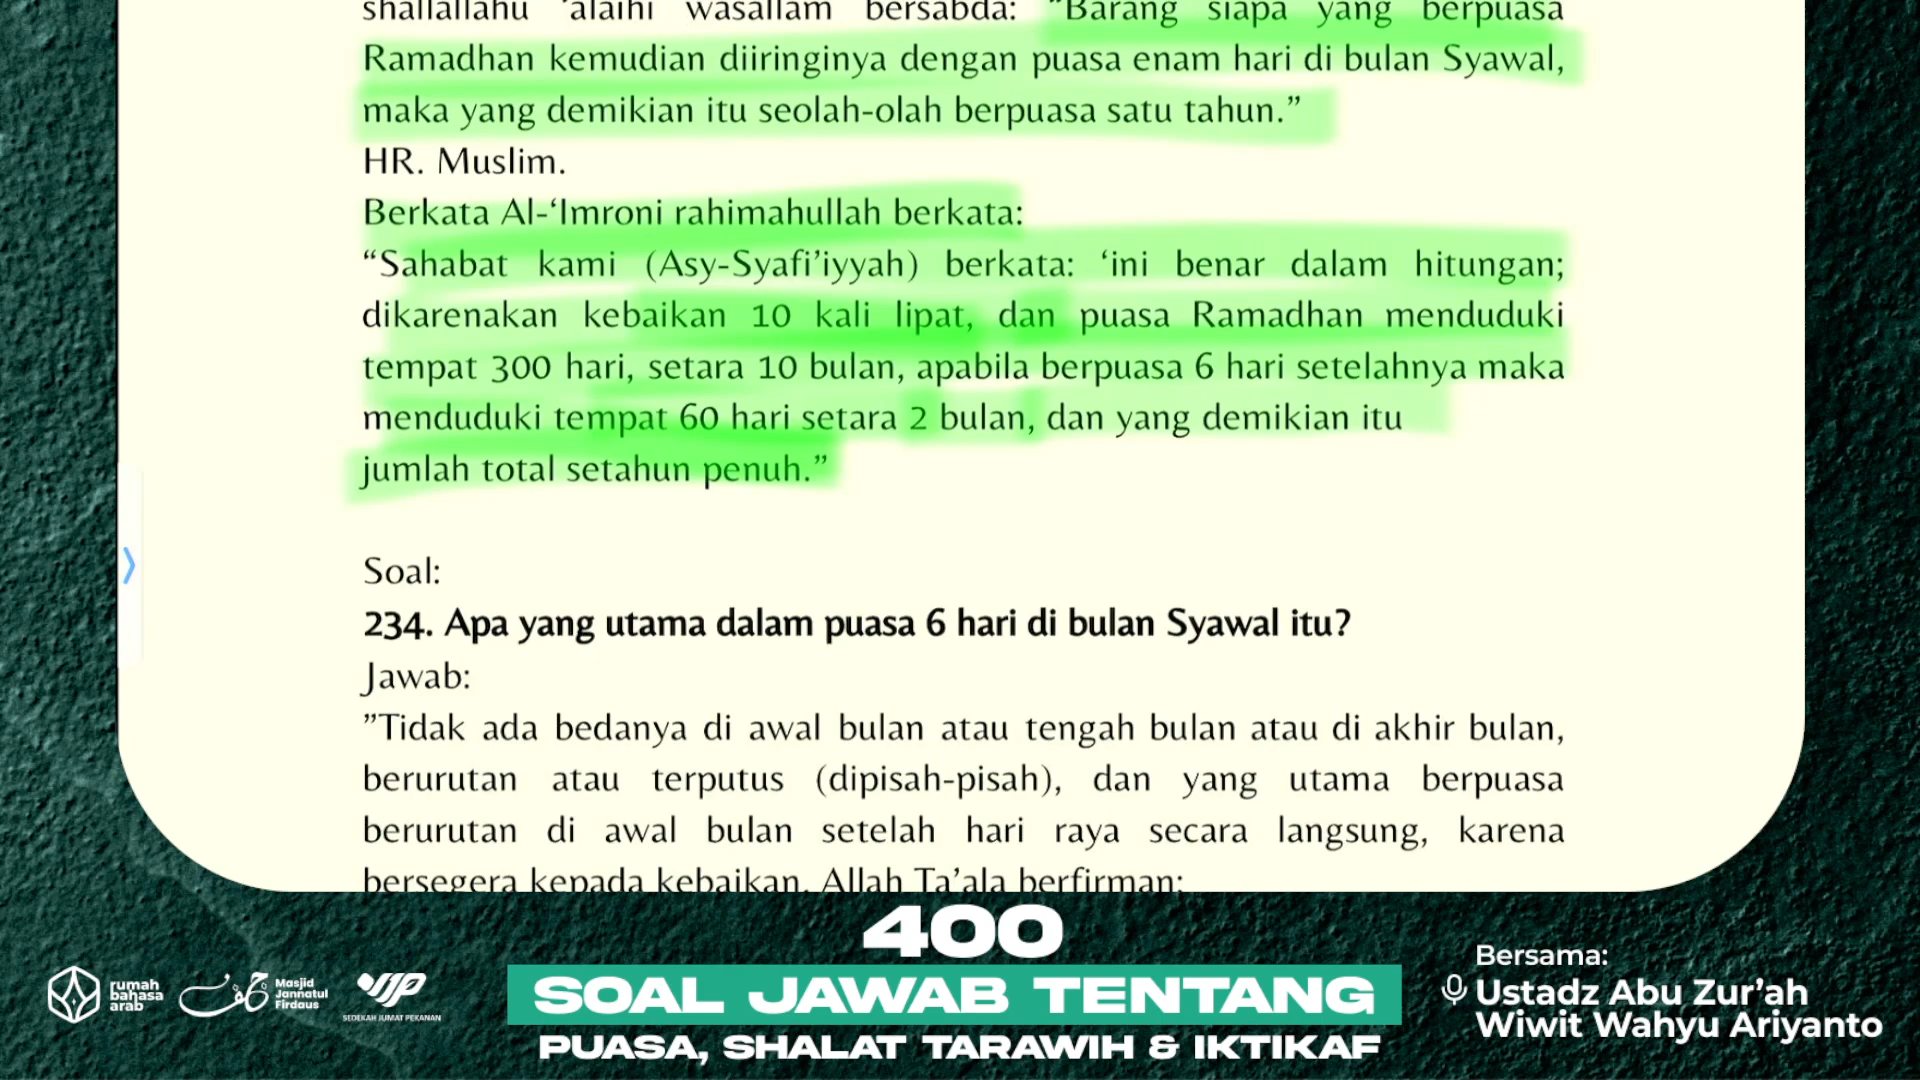 shallallahu 'alaihi wasallam bersabda: “Barang siapa yang berpuasa
Ramadhan kemudian diiringinya dengan puasa enam hari di bulan Syawal,
maka yang demikian itu seolah-olah berpuasa satu tahun.”
HR. Muslim.
Berkata Al-‘Imroni rahimahullah berkata:
“Sahabat kami (Asy-Syafi’iyyah) berkata: ‘ini benar dalam hitungan;
dikarenakan kebaikan 10 kali lipat, dan puasa Ramadhan menduduki
tempat 300 hari, setara 10 bulan, apabila berpuasa 6 hari setelahnya maka
menduduki tempat 60 hari setara 2 bulan, dan yang demikian itu
jumlah total setahun penuh.”
Soal:
234. Apa yang utama dalam puasa 6 hari di bulan Syawal itu?
Jawab:
”Tidak ada bedanya di awal bulan atau tengah bulan atau di akhir bulan,
berurutan atau terputus (dipisah-pisah), dan yang utama berpuasa
berurutan di awal bulan setelah hari raya secara langsung, karena
bersegera kepada kebaikan. Allah Ta’ala berfirman:
400
SOAL JAWAB TENTANG
PUASA, SHALAT TARAWIH & IKTIKAF
Bersama:
Ustadz Abu Zur’ah
Wiwit Wahyu Ariyanto
rumah
bahasa
arab
Masjid
Jannatul
Firdaus
SEDEKAH JUMAT PEKANAN